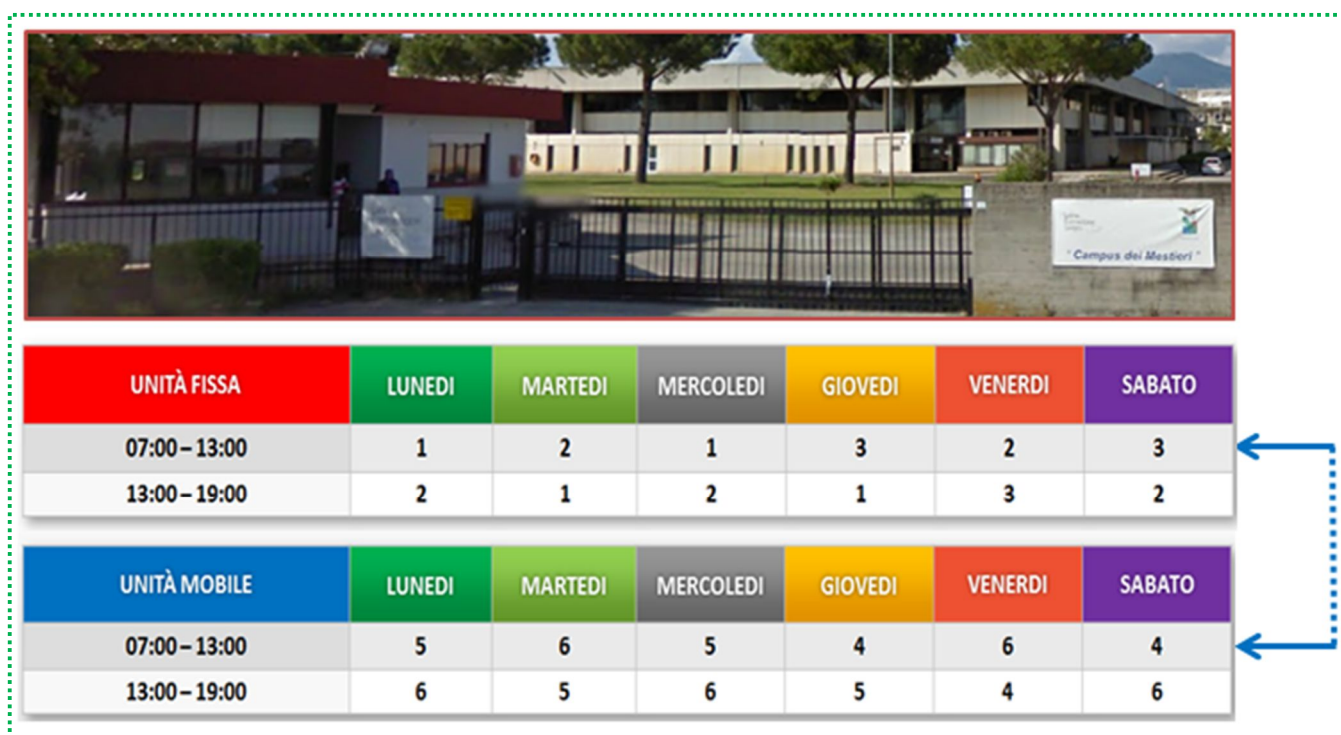 "Campus dei Mestieri"
UNITÀ FISSA LUNEDI MARTEDI MERCOLEDI GIOVEDI VENERDI SABATO
07:00 – 13:00 1 2 1 3 2 3
13:00 – 19:00 2 1 2 1 3 2
UNITÀ MOBILE LUNEDI MARTEDI MERCOLEDI GIOVEDI VENERDI SABATO
07:00 – 13:00 5 6 5 4 6 4
13:00 – 19:00 6 5 6 5 4 6